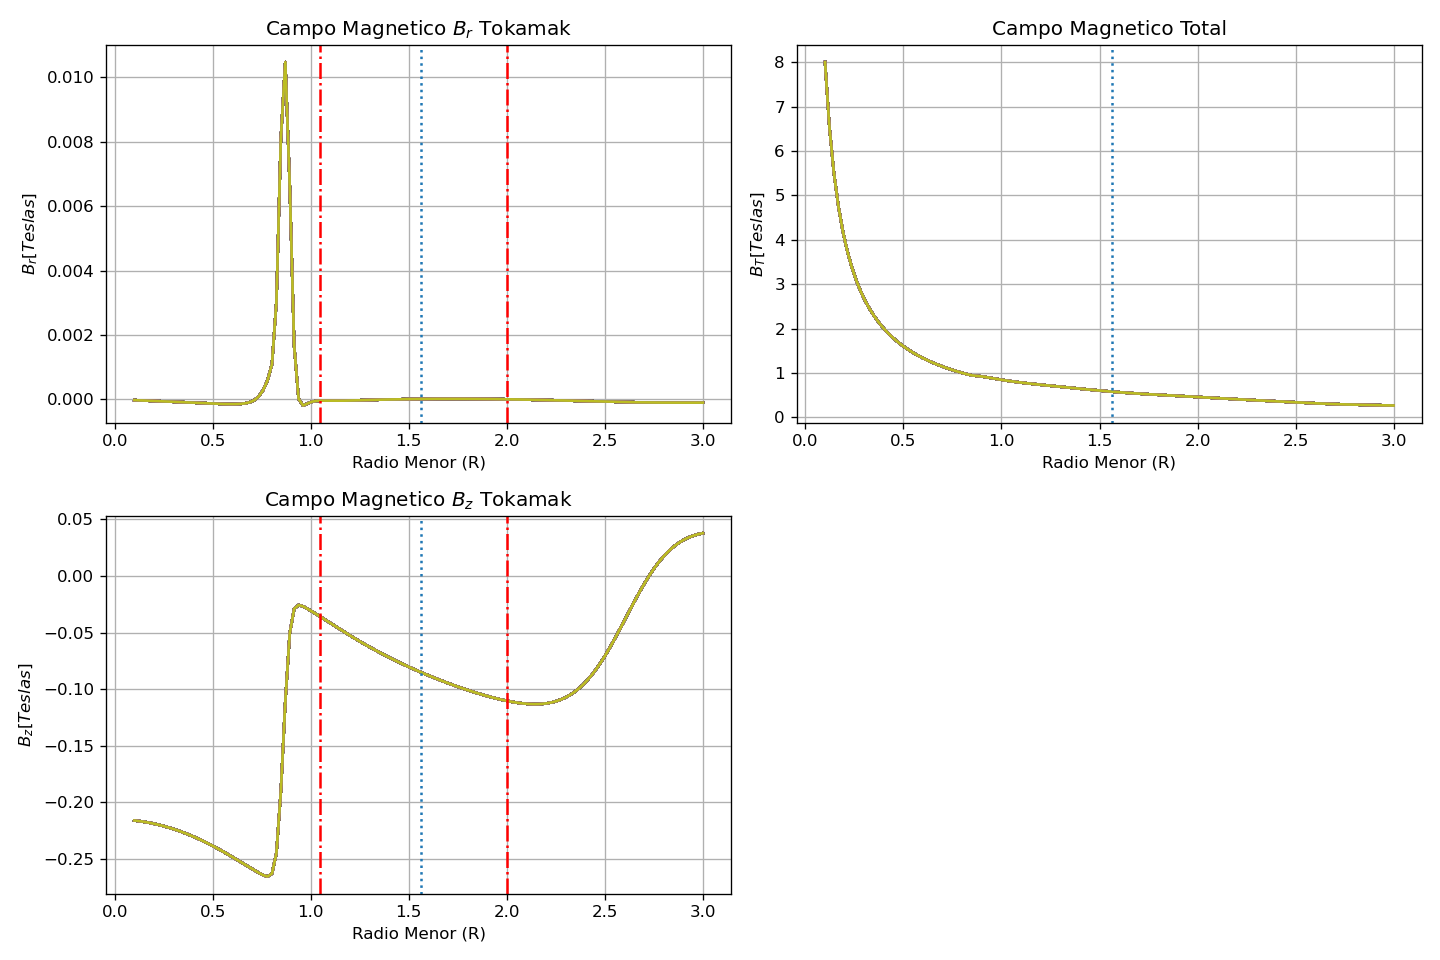 Campo Magnetico $B_r$ Tokamak
0.010
0.008
0.006
0.004
0.002
0.000
$B_r[Teslas]$
0.0 0.5 1.0 1.5 2.0 2.5 3.0
Radio Menor (R)
Campo Magnetico Total
8
7
6
5
4
3
2
1
0
$B_T[Teslas]$
0.0 0.5 1.0 1.5 2.0 2.5 3.0
Radio Menor (R)
Campo Magnetico $B_z$ Tokamak
0.05
0.00
−0.05
−0.10
−0.15
−0.20
−0.25
$B_z[Teslas]$
0.0 0.5 1.0 1.5 2.0 2.5 3.0
Radio Menor (R)